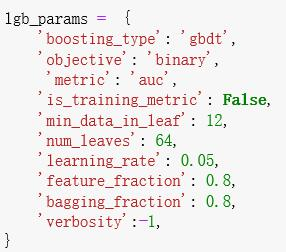 lgb_params = {
'boosting_type': 'gbdt',
'objective': 'binary',
'metric': 'auc',
'is_training_metric': False,
'min_data_in_leaf': 12,
'num_leaves': 64,
'learning_rate': 0.05,
'feature_fraction': 0.8,
'bagging_fraction': 0.8,
'verbosity':-1,
}